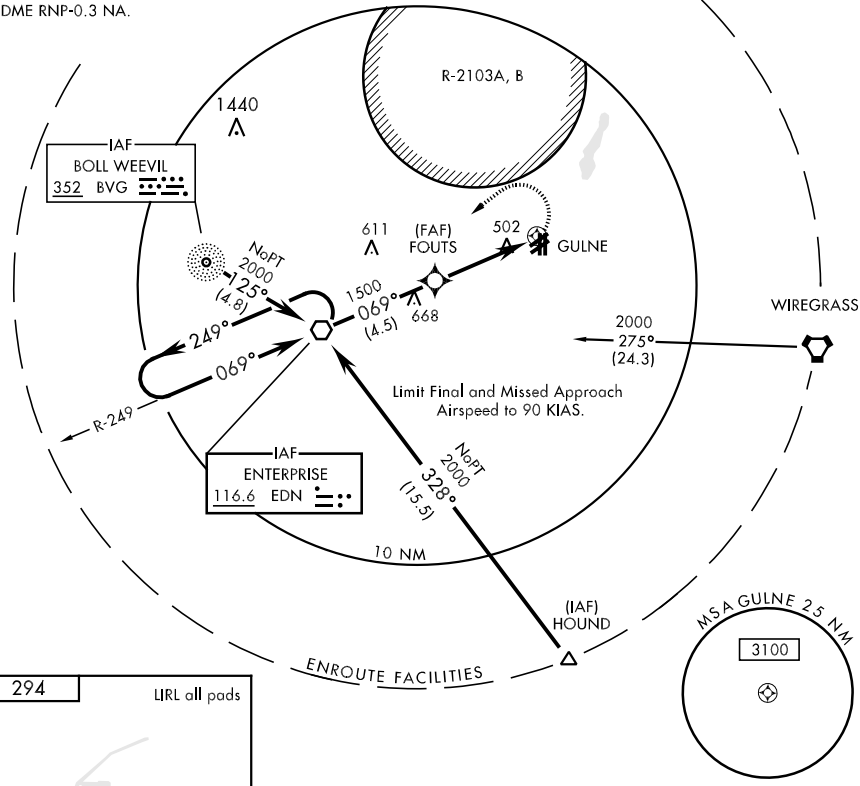 DME RNP-0.3 NA.
R-2103A, B
1440
IAF
BOLL WEEVIL
352 BVG
NoPT
2000
125°
(4.8)
611
(FAF)
FOUTS
502
GULNE
1500
069°
(4.5)
668
249°
069°
R-249
WIREGRASS
2000
275°
(24.3)
Limit Final and Missed Approach
Airspeed to 90 KIAS.
IAF
ENTERPRISE
116.6 EDN
NoPT
2000
328°
(15.5)
10 NM
(IAF)
HOUND
ENROUTE FACILITIES
MSA GULNE 25 NM
3100
294
LIRL all pads